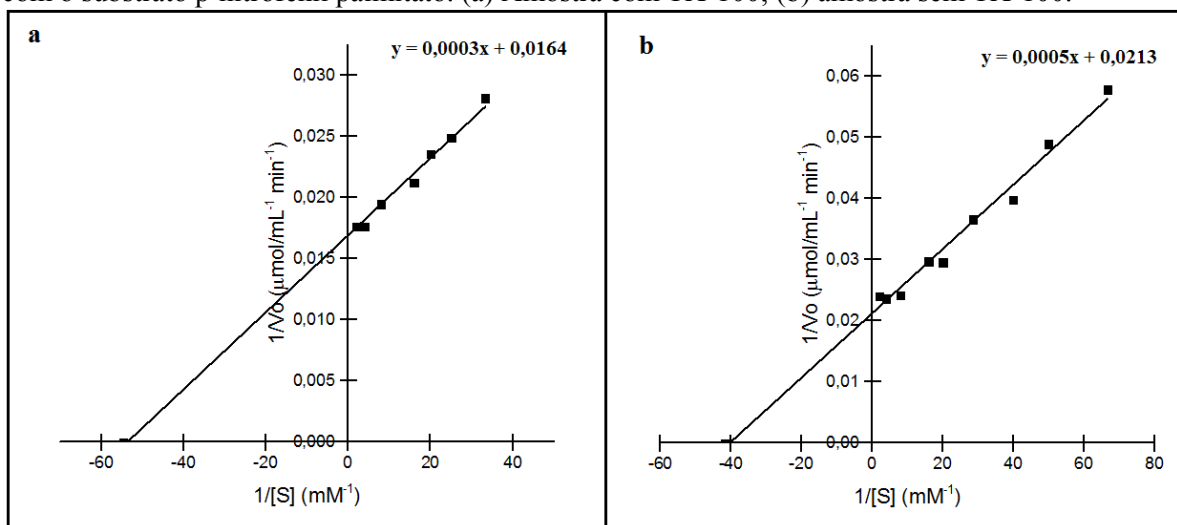 com o substrato p-nitrofenil palmitato. (a) Amostra com TrX-100; (b) amostra sem TrX-100.
a
y = 0,0003x + 0,0164
0,030
0,025
0,020
0,015
0,010
0,005
0,000
1/Vo (µmol/mL⁻¹ min⁻¹)
-60 -40 -20 0 20 40
1/[S] (mM⁻¹)
b
y = 0,0005x + 0,0213
0,06
0,05
0,04
0,03
0,02
0,01
0,00
1/Vo (µmol/mL⁻¹ min⁻¹)
-60 -40 -20 0 20 40 60 80
1/[S] (mM⁻¹)